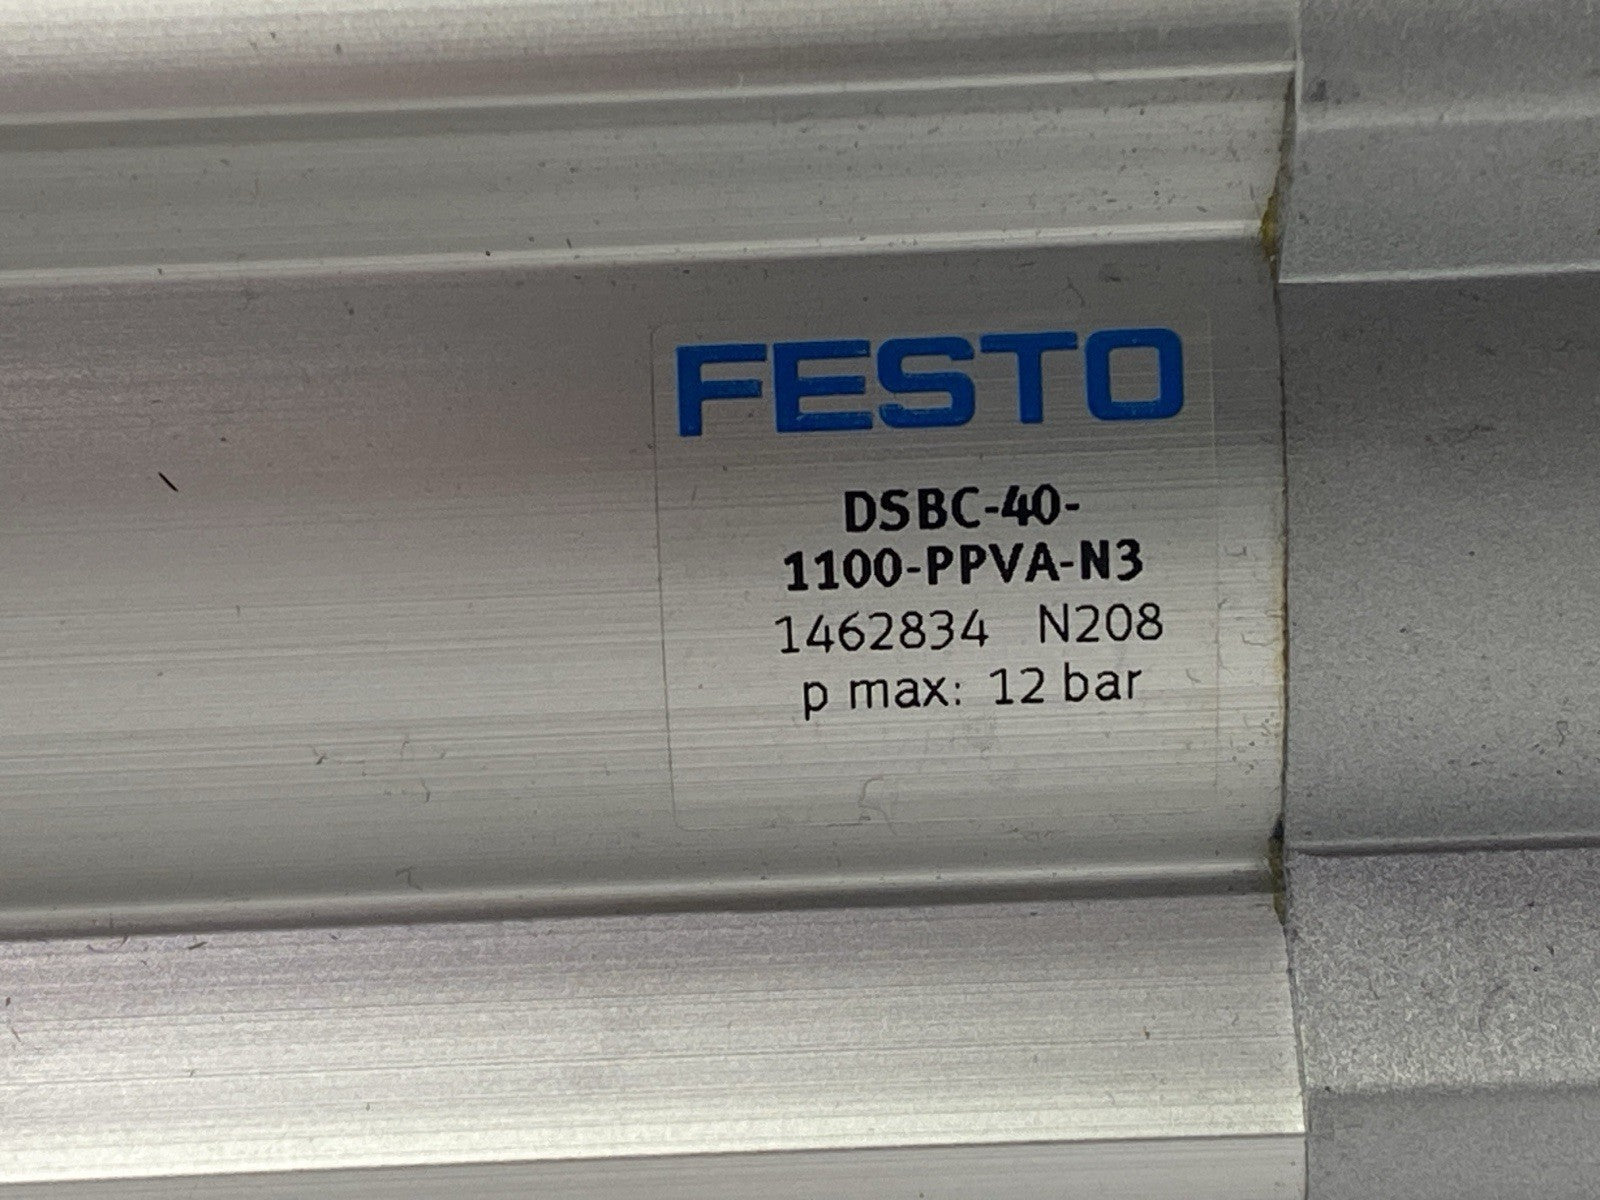 FESTO
DSBC-40-
1100-PPVA-N3
1462834 N208
p max: 12 bar